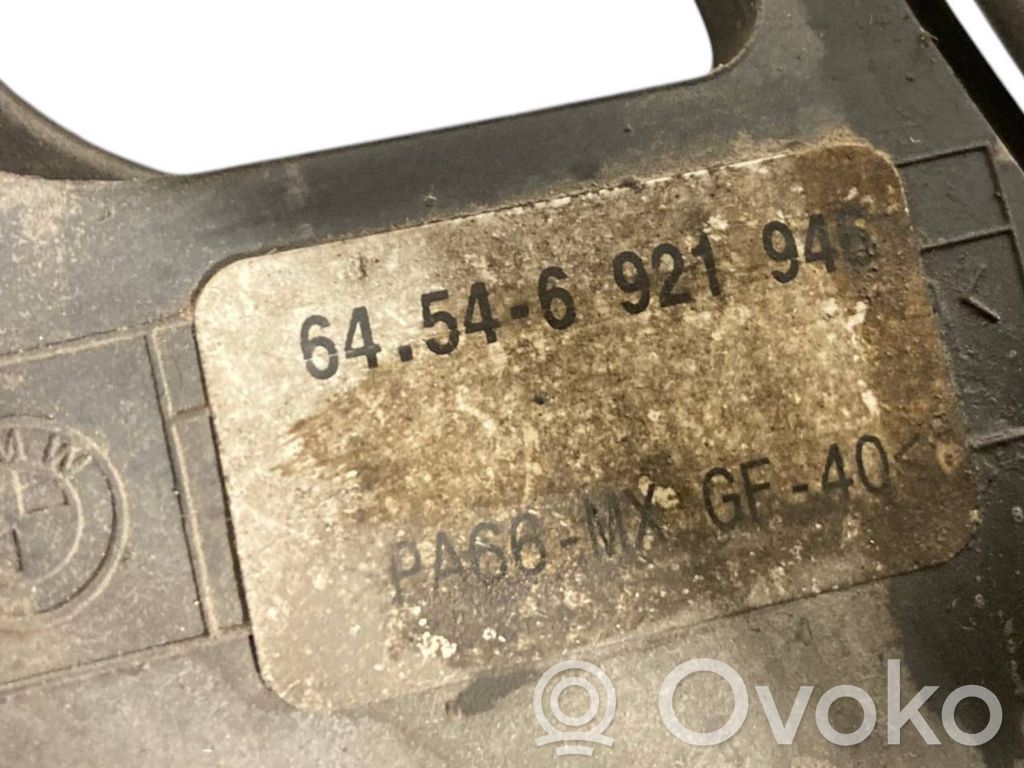 64.54-6 921 946
PA66-MX GF-40<
BMW
K
Ovoko